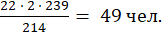 22 · 2 · 239
214
= 49 чел.